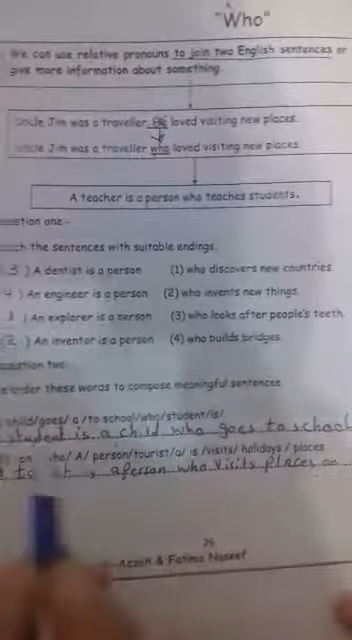 "Who"
We can use relative pronouns to join two English sentences or
give more information about something.
Uncle Jim was a traveller. He loved visiting new places.
Uncle Jim was a traveller who loved visiting new places.
A teacher is a person who teaches students.
stion one:-
ch the sentences with suitable endings.
3 ) A dentist is a person (1) who discovers new countries.
4 ) An engineer is a person (2) who invents new things.
1 ) An explorer is a person (3) who looks after people's teeth.
2 ) An inventor is a person (4) who builds bridges.
estion two:
order these words to compose meaningful sentences
child/goes/ a /to school/who/student/is/
student is a child who goes to school
on who/ A/ person/tourist/a/ is /visits/ holidays / places
a person who visits places on
26
Azzah & Fatima Naseef